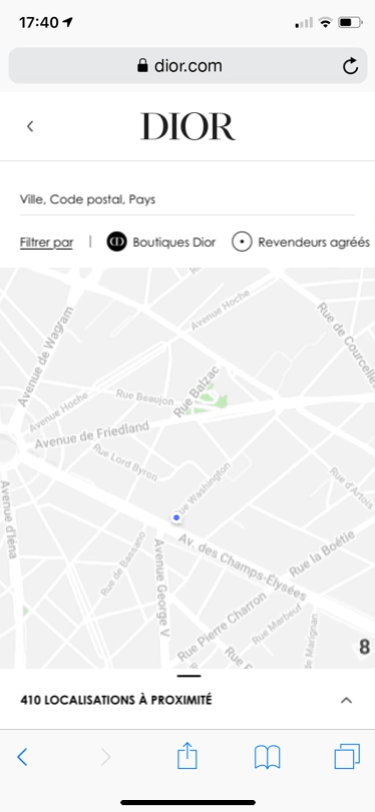 17:40
dior.com
DIOR
Ville, Code postal, Pays
Filtrer par | Boutiques Dior Revendeurs agréés
Avenue Hoche
Avenue de Wagram
Rue de Courcelles
Rue Balzac
Rue Beaujon
Avenue Hoche
Avenue de Friedland
Rue Lord Byron
Rue d'Artois
Rue Washington
Avenue d'Iéna
Av. des Champs-Élysées
Rue la Boétie
Rue de Bassano
Avenue George V
Rue Pierre Charron
Rue Marbeuf
de Marignan
Rue
8
410 LOCALISATIONS À PROXIMITÉ